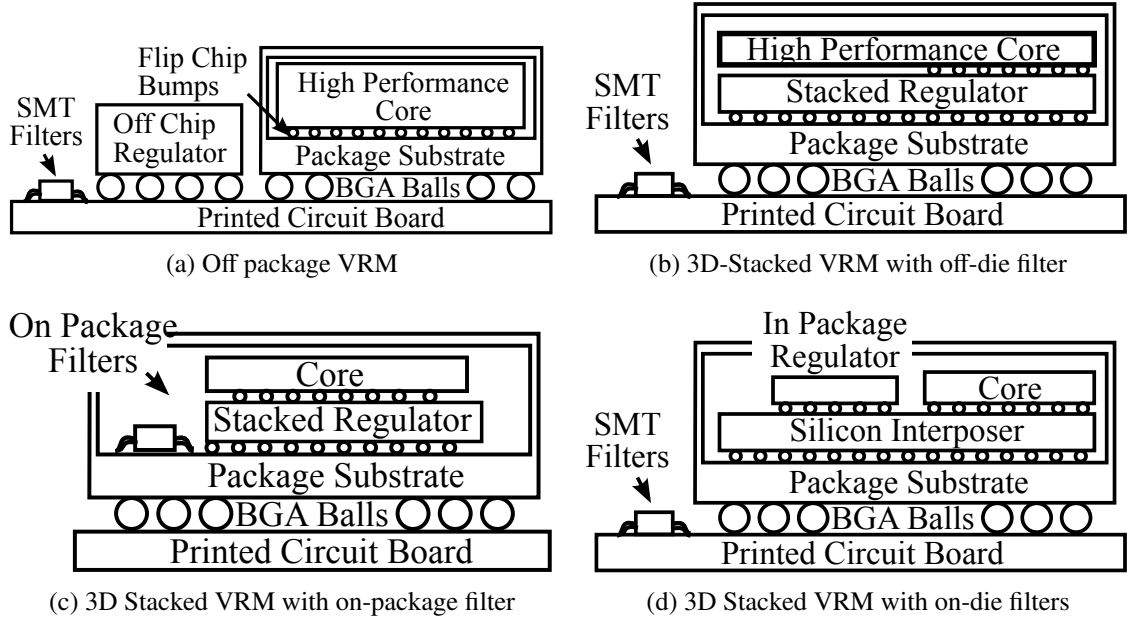 Flip Chip
Bumps
SMT
Filters
Off Chip
Regulator
High Performance
Core
Package Substrate
BGA Balls
Printed Circuit Board
(a) Off package VRM
High Performance Core
Stacked Regulator
SMT
Filters
Package Substrate
BGA Balls
Printed Circuit Board
(b) 3D-Stacked VRM with off-die filter
On Package
Filters
Core
Stacked Regulator
Package Substrate
BGA Balls
Printed Circuit Board
(c) 3D Stacked VRM with on-package filter
In Package
Regulator
Core
SMT
Filters
Silicon Interposer
Package Substrate
BGA Balls
Printed Circuit Board
(d) 3D Stacked VRM with on-die filters